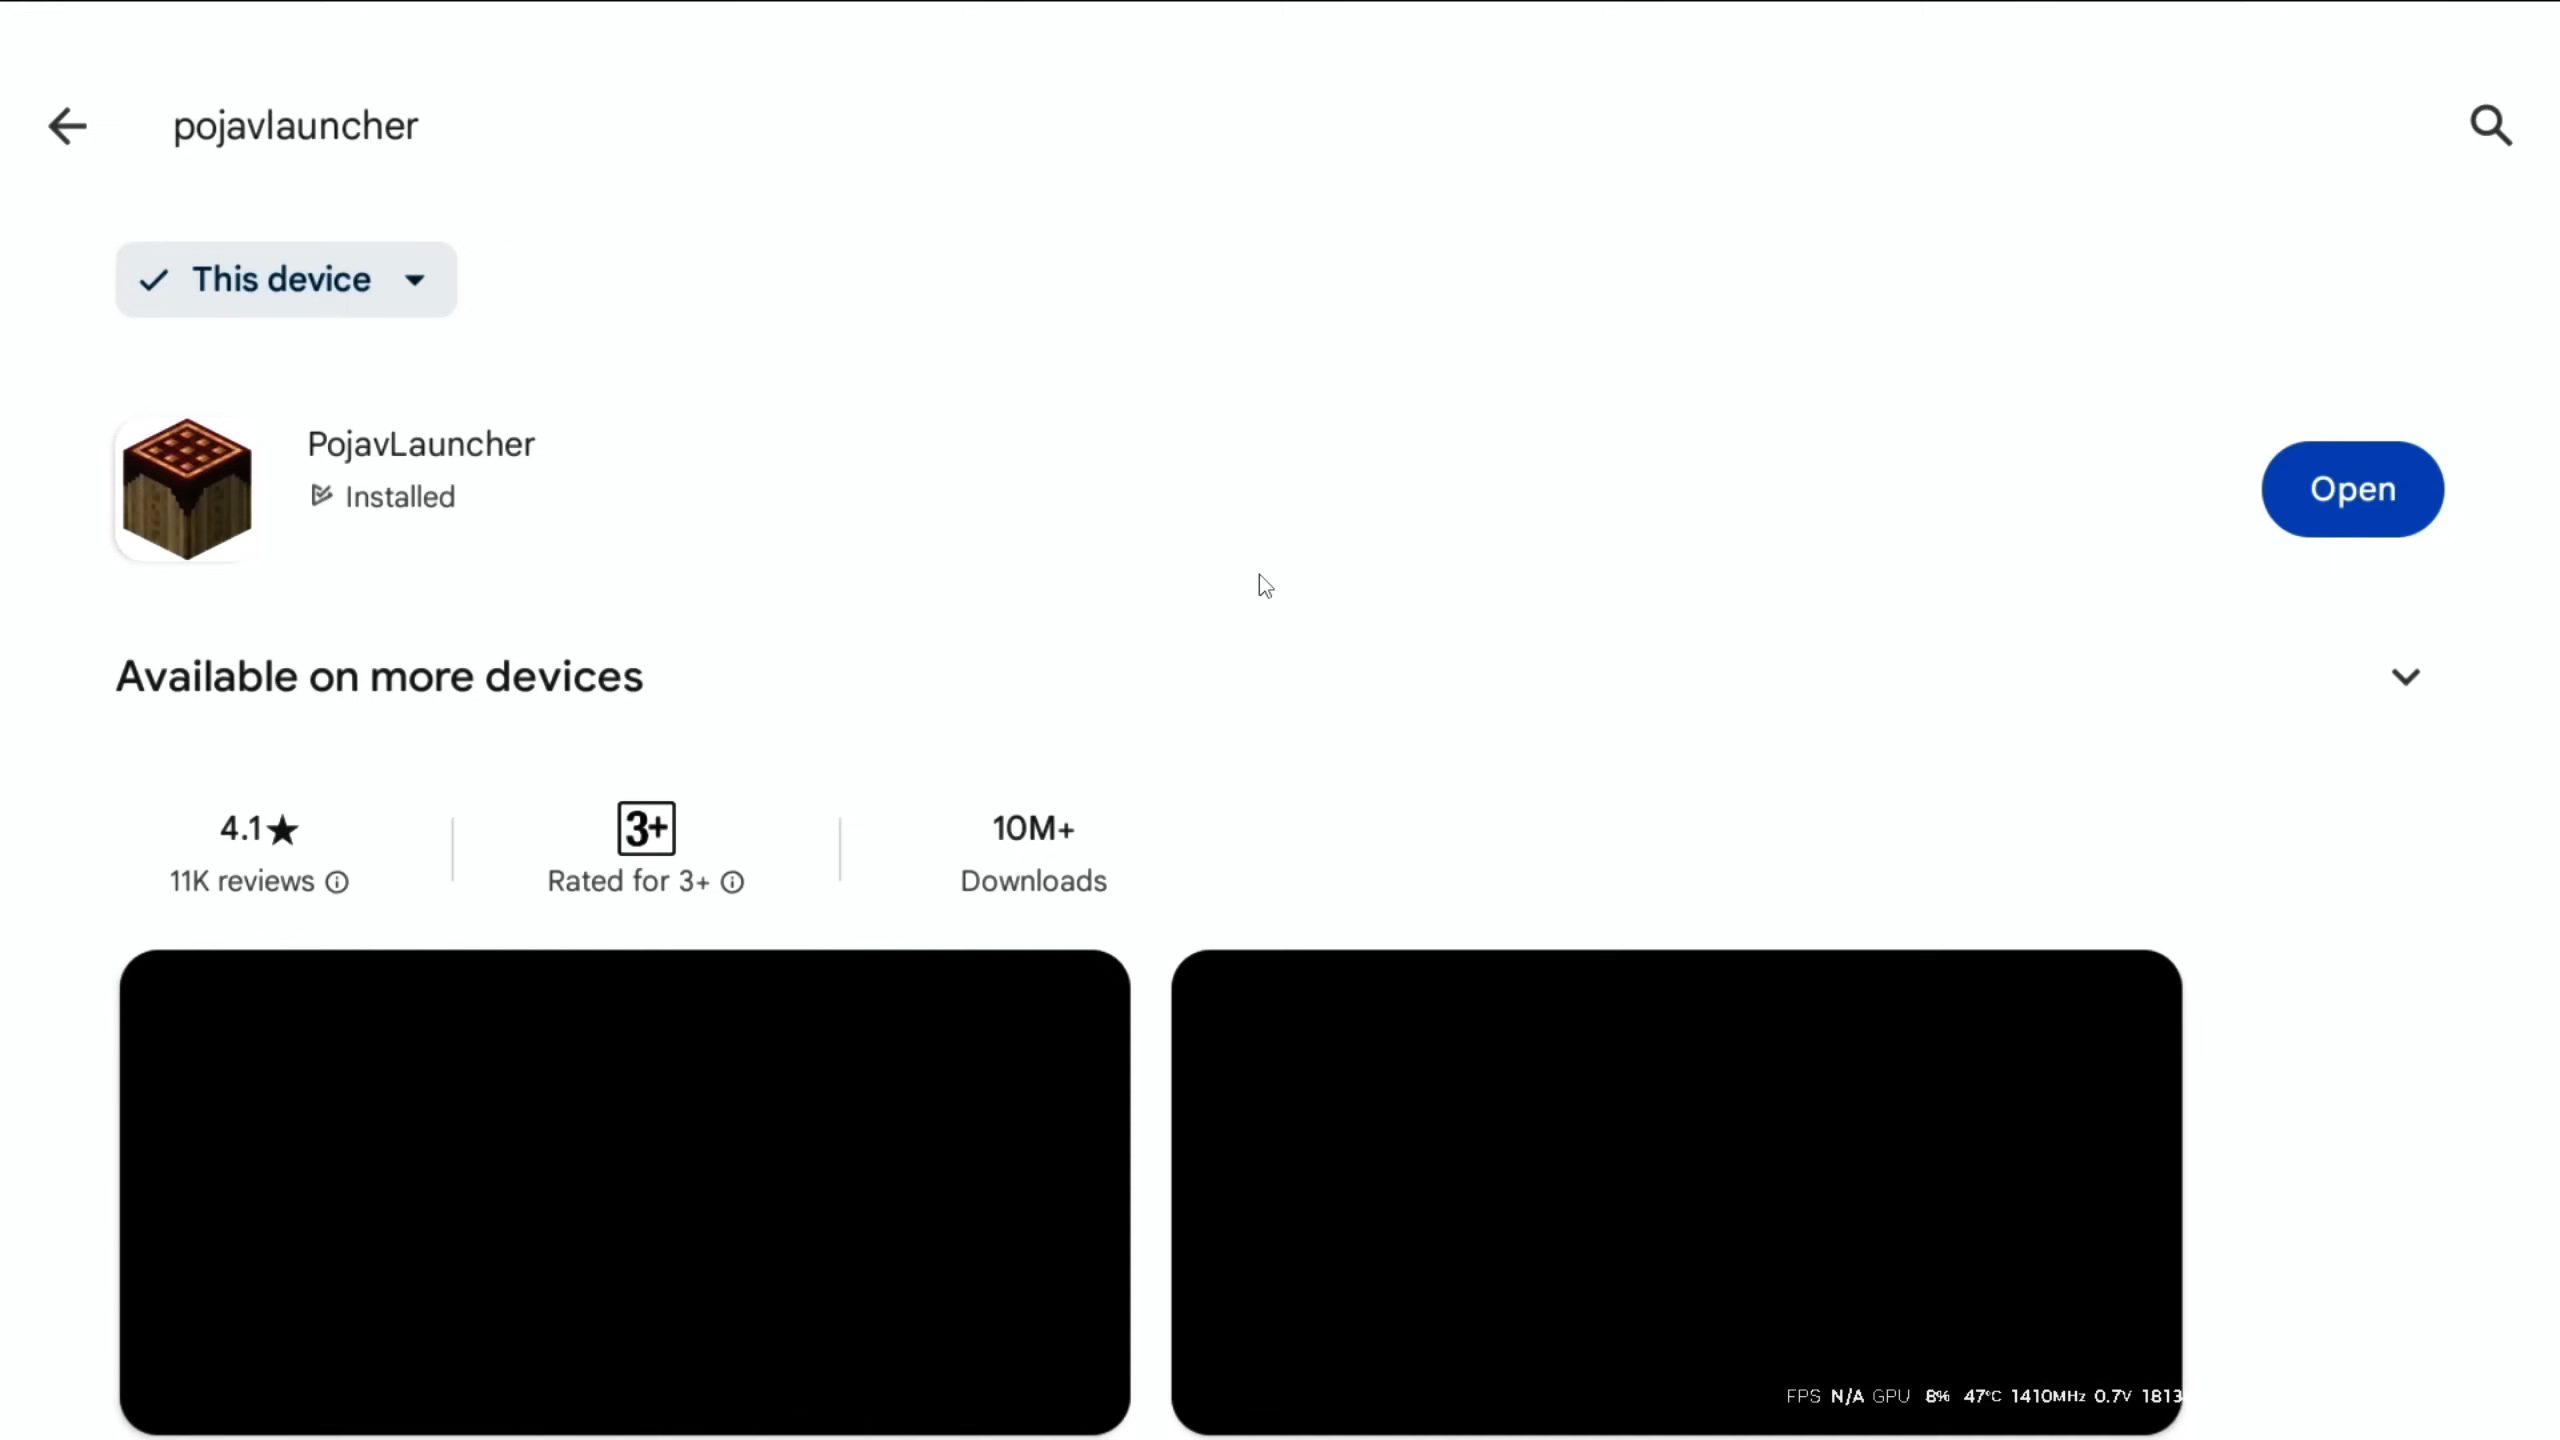 pojavlauncher
This device
PojavLauncher
Installed
Open
Available on more devices
4.1★
11K reviews
3+
Rated for 3+
10M+
Downloads
FPS N/A GPU 8% 47°C 1410MHz 0.7V 1813